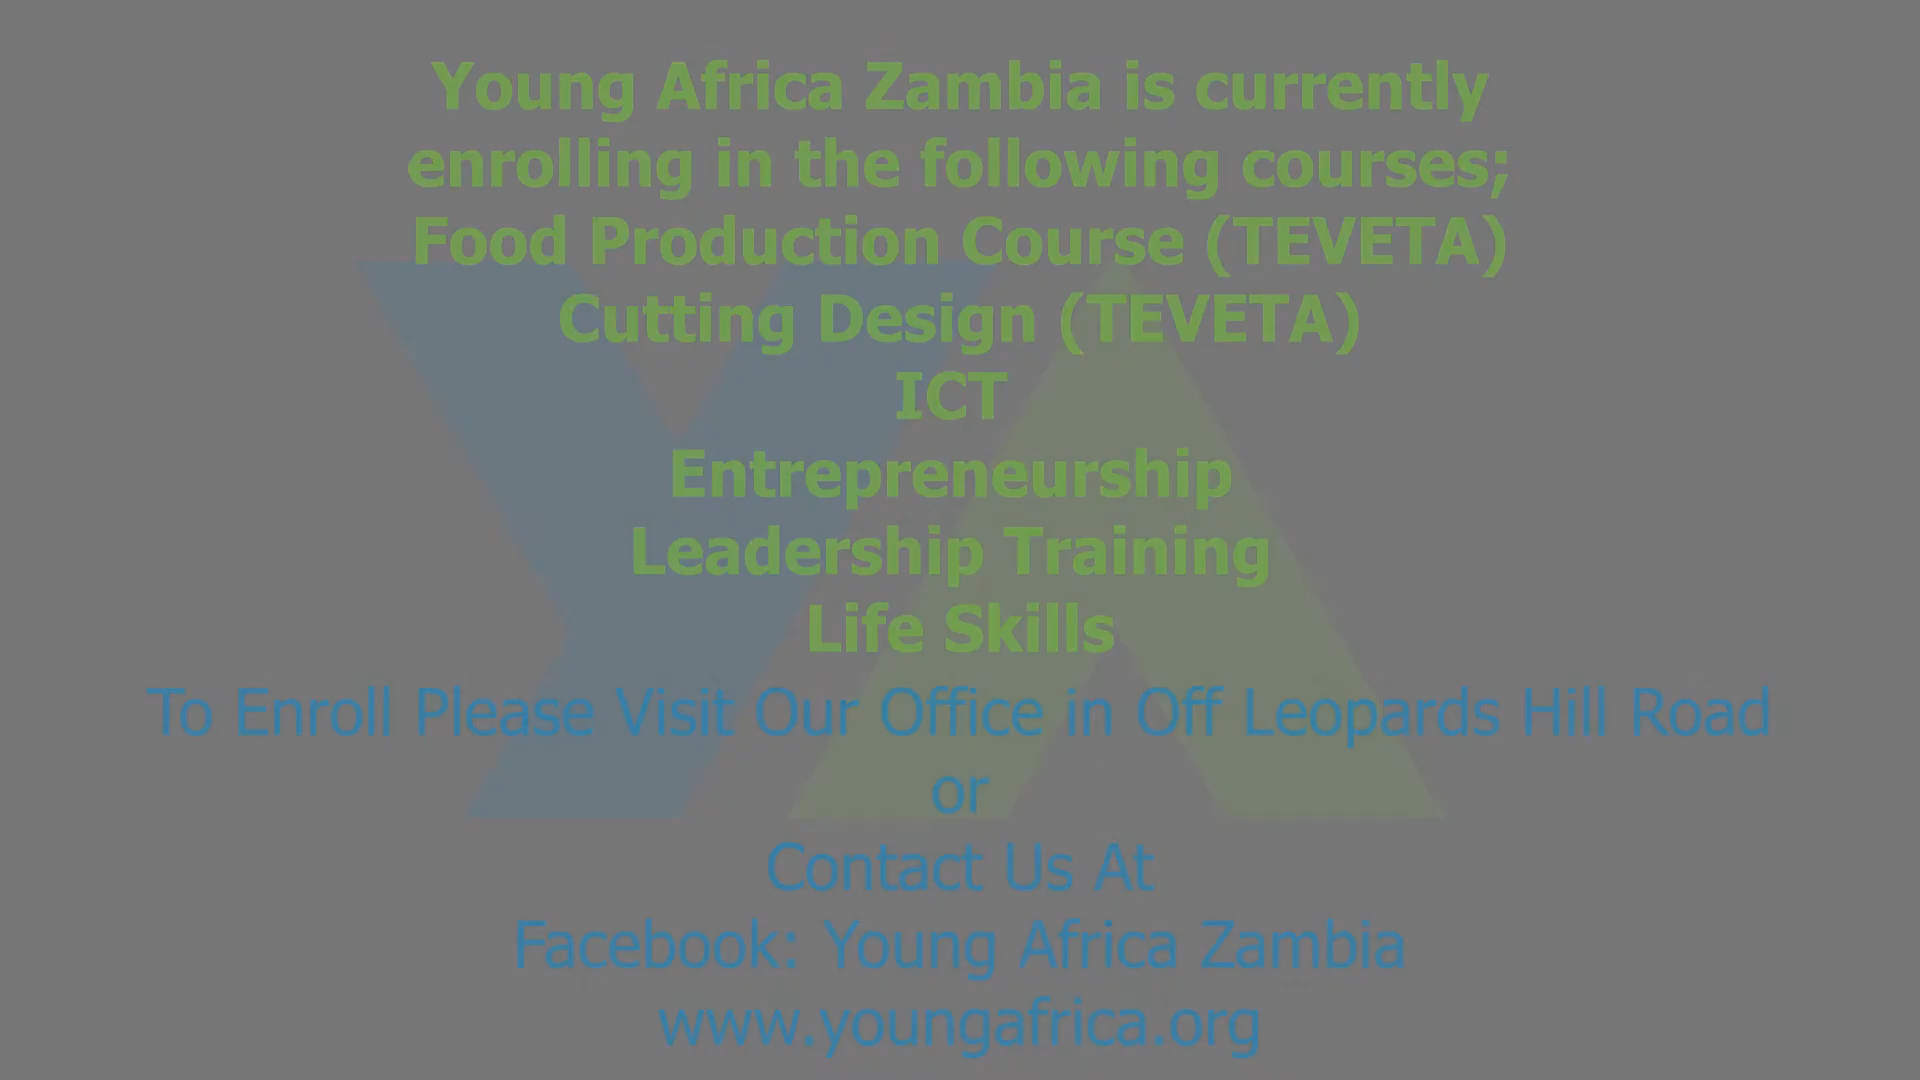 Young Africa Zambia is currently
enrolling in the following courses;
Food Production Course (TEVETA)
Cutting Design (TEVETA)
ICT
Entrepreneurship
Leadership Training
Life Skills
To Enroll Please Visit Our Office in Off Leopards Hill Road
or
Contact Us At
Facebook: Young Africa Zambia
www.youngafrica.org